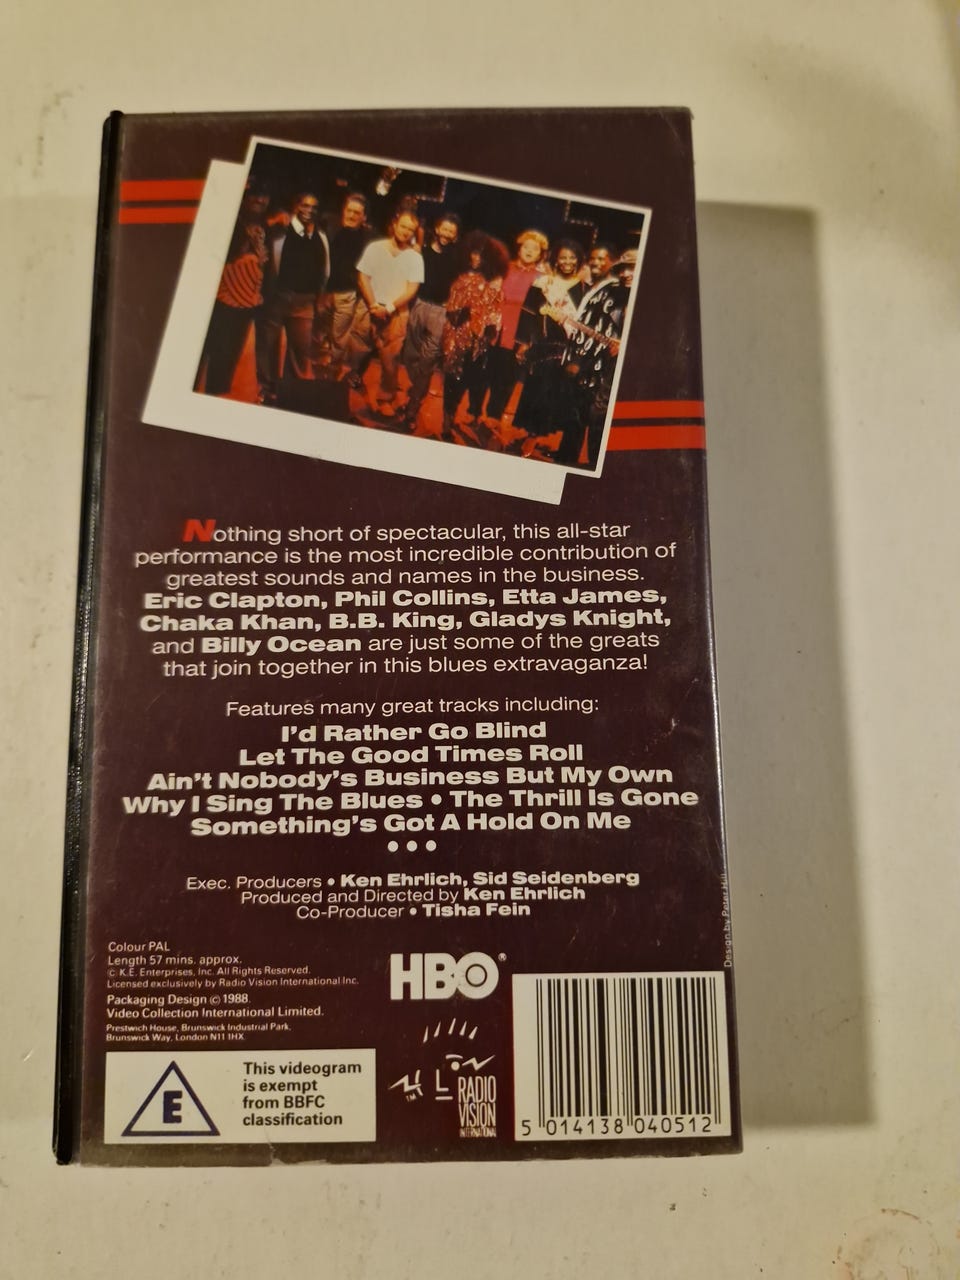 Nothing short of spectacular, this all-star
performance is the most incredible contribution of
greatest sounds and names in the business.
Eric Clapton, Phil Collins, Etta James,
Chaka Khan, B.B. King, Gladys Knight,
and Billy Ocean are just some of the greats
that join together in this blues extravaganza!
Features many great tracks including:
I'd Rather Go Blind
Let The Good Times Roll
Ain't Nobody's Business But My Own
Why I Sing The Blues • The Thrill Is Gone
Something's Got A Hold On Me
• • •
Exec. Producers • Ken Ehrlich, Sid Seidenberg
Produced and Directed by Ken Ehrlich
Co-Producer • Tisha Fein
Colour PAL
Length 57 mins. approx.
© K.E. Enterprises, Inc. All Rights Reserved.
Licensed exclusively by Radio Vision International Inc.
Packaging Design © 1988.
Video Collection International Limited.
Prestwich House, Brunswick Industrial Park,
Brunswick Way, London N11 1HX
HBO®
TM
RADIO
VISION
INTERNATIONAL
E
This videogram
is exempt
from BBFC
classification
5 014138 040512
Design by Peter